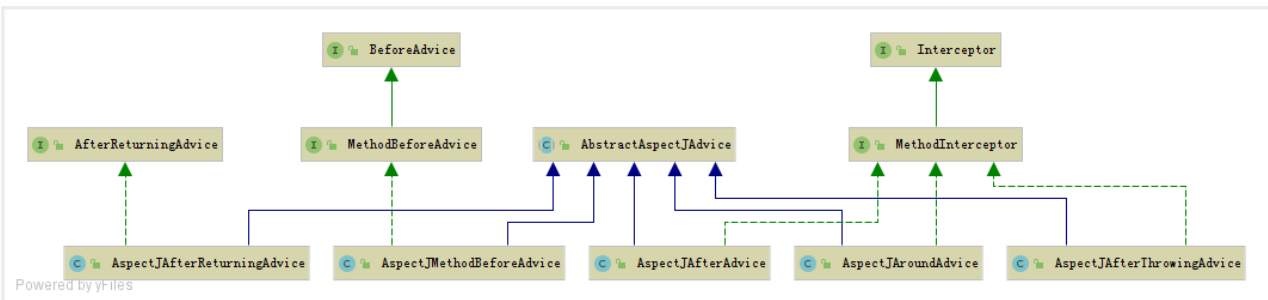 I BeforeAdvice
I Interceptor
I AfterReturningAdvice
I MethodBeforeAdvice
C AbstractAspectJAdvice
I MethodInterceptor
C AspectJAfterReturningAdvice
C AspectJMethodBeforeAdvice
C AspectJAfterAdvice
C AspectJAroundAdvice
C AspectJAfterThrowingAdvice
Powered by yFiles